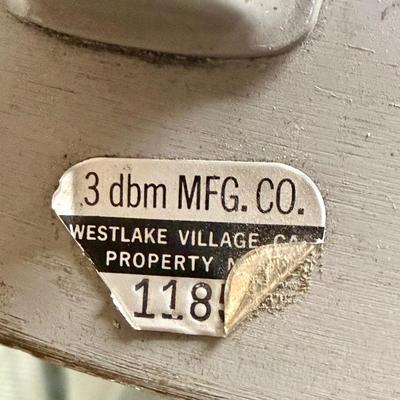 3 dbm MFG. CO.
WESTLAKE VILLAGE
PROPERTY
118